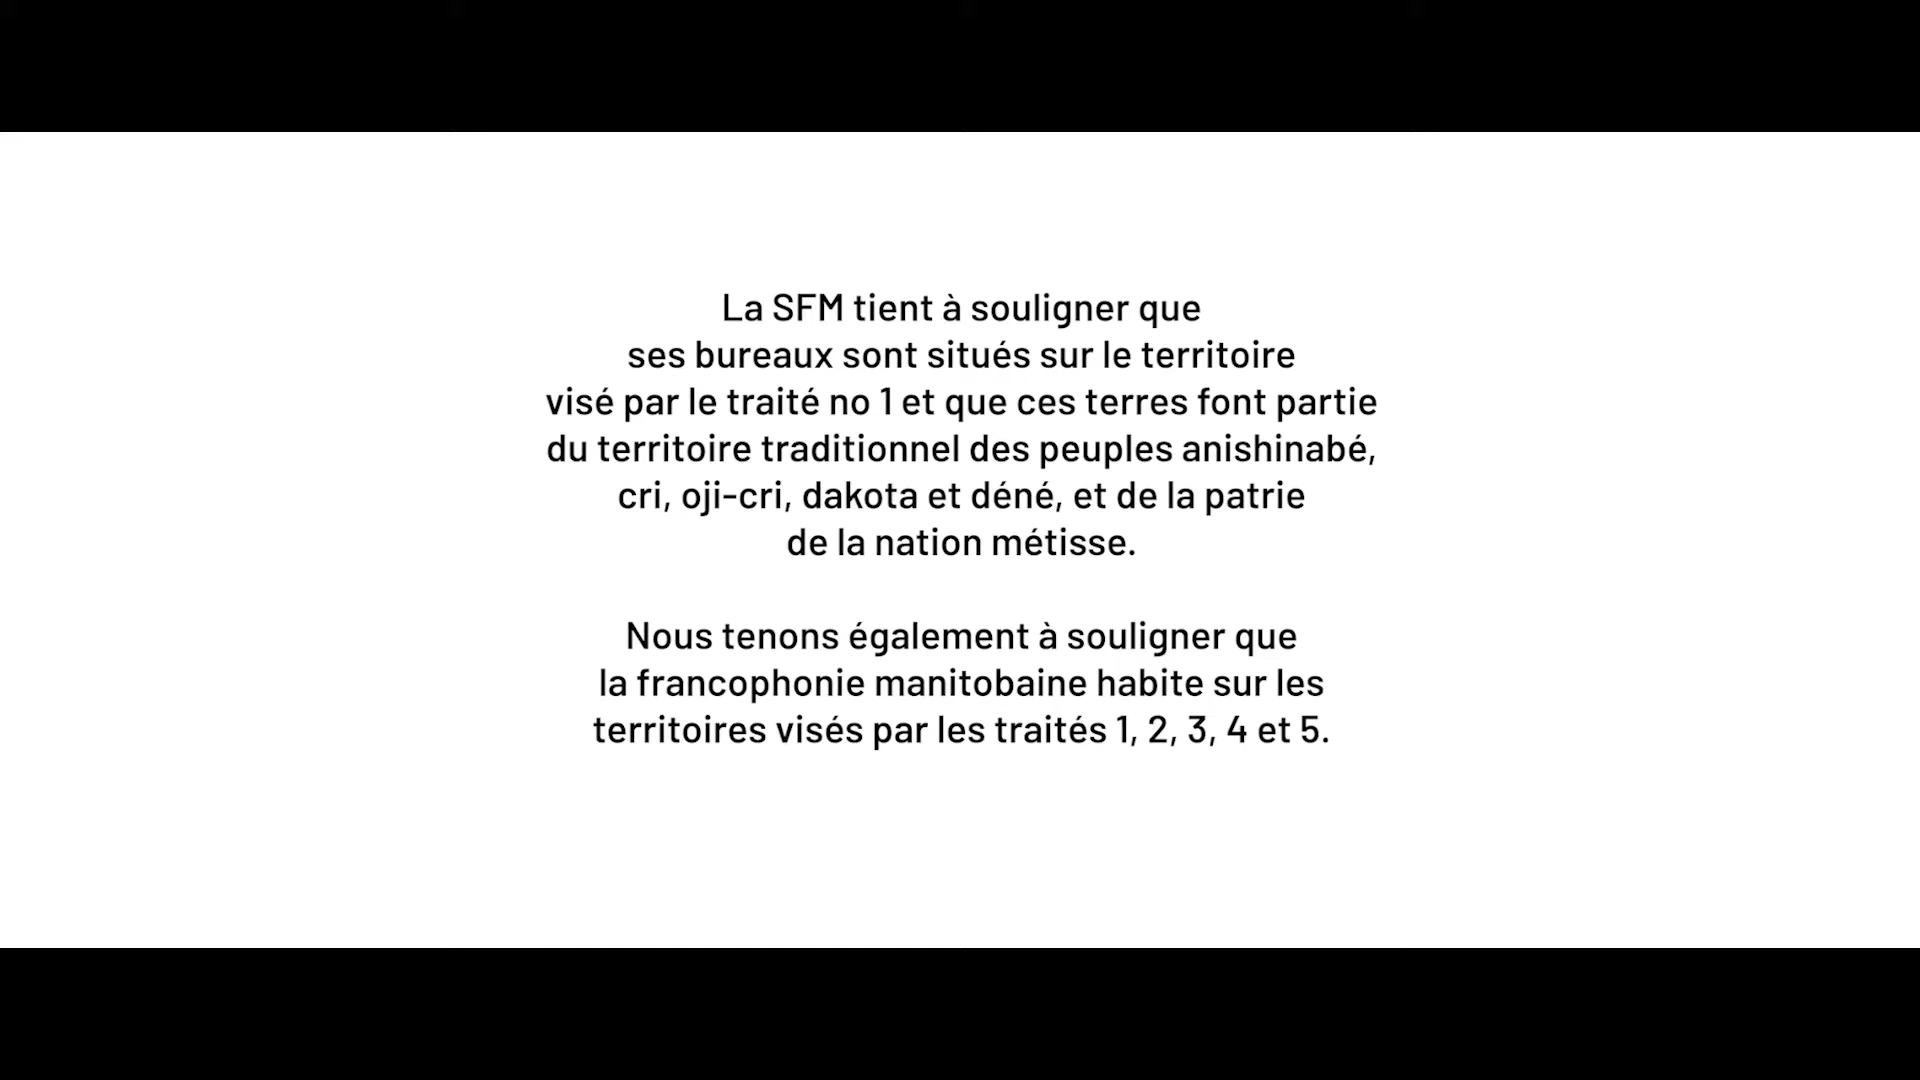 La SFM tient à souligner que
ses bureaux sont situés sur le territoire
visé par le traité no 1 et que ces terres font partie
du territoire traditionnel des peuples anishinabé,
cri, oji-cri, dakota et déné, et de la patrie
de la nation métisse.
Nous tenons également à souligner que
la francophonie manitobaine habite sur les
territoires visés par les traités 1, 2, 3, 4 et 5.